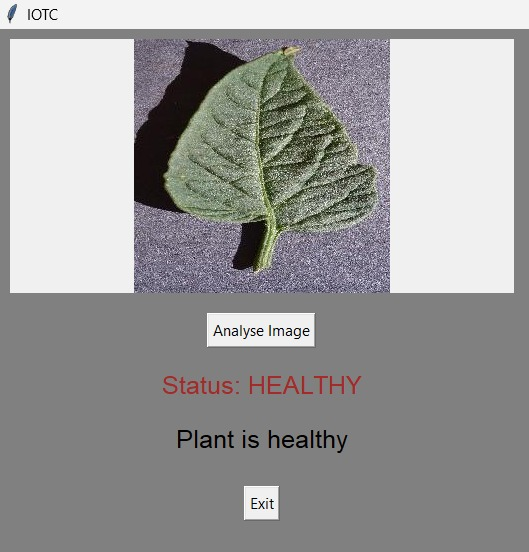 IOTC
Analyse Image
Status: HEALTHY
Plant is healthy
Exit